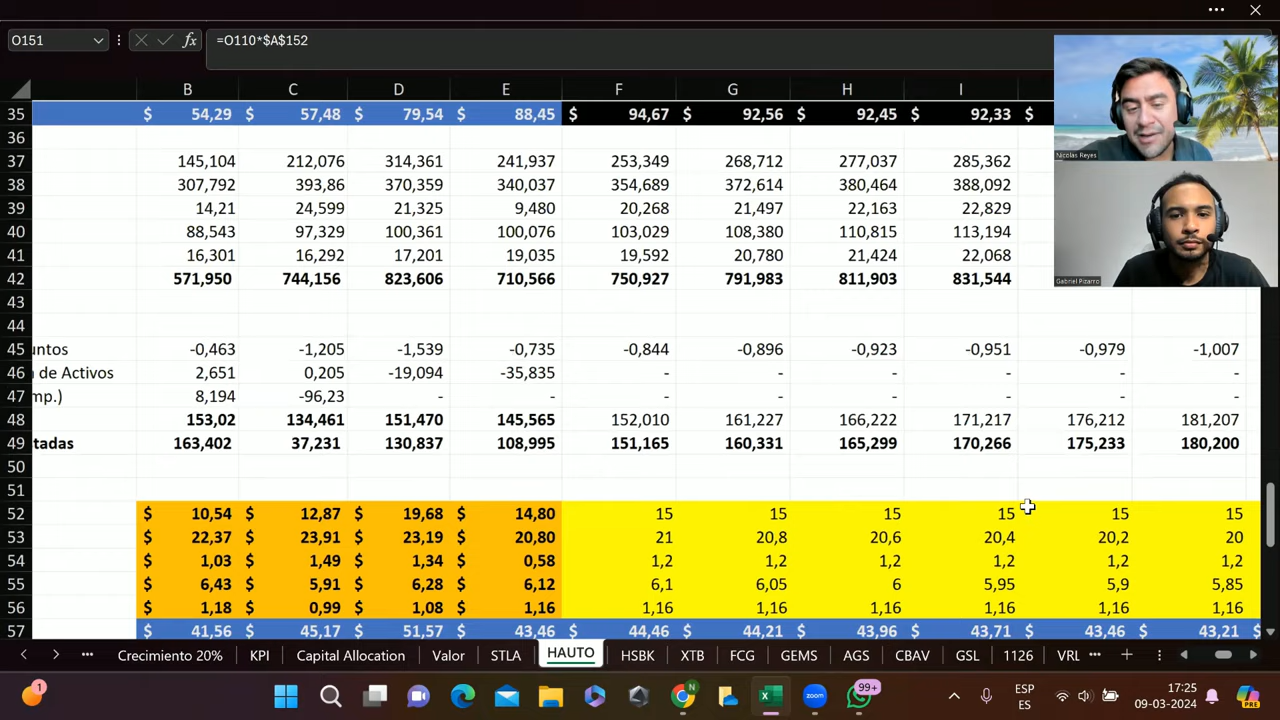 O151 =O110*$A$152
B C D E F G H I
35 $ 54,29 $ 57,48 $ 79,54 $ 88,45 $ 94,67 $ 92,56 $ 92,45 $ 92,33 $
36
37 145,104 212,076 314,361 241,937 253,349 268,712 277,037 285,362
38 307,792 393,86 370,359 340,037 354,689 372,614 380,464 388,092
39 14,21 24,599 21,325 9,480 20,268 21,497 22,163 22,829
40 88,543 97,329 100,361 100,076 103,029 108,380 110,815 113,194
41 16,301 16,292 17,201 19,035 19,592 20,780 21,424 22,068
42 571,950 744,156 823,606 710,566 750,927 791,983 811,903 831,544
43
44
45 untos -0,463 -1,205 -1,539 -0,735 -0,844 -0,896 -0,923 -0,951 -0,979 -1,007
46 de Activos 2,651 0,205 -19,094 -35,835 - - - - - -
47 mp.) 8,194 -96,23 - - - - - - - -
48 153,02 134,461 151,470 145,565 152,010 161,227 166,222 171,217 176,212 181,207
49 tadas 163,402 37,231 130,837 108,995 151,165 160,331 165,299 170,266 175,233 180,200
50
51
52 $ 10,54 $ 12,87 $ 19,68 $ 14,80 15 15 15 15 15 15
53 $ 22,37 $ 23,91 $ 23,19 $ 20,80 21 20,8 20,6 20,4 20,2 20
54 $ 1,03 $ 1,49 $ 1,34 $ 0,58 1,2 1,2 1,2 1,2 1,2 1,2
55 $ 6,43 $ 5,91 $ 6,28 $ 6,12 6,1 6,05 6 5,95 5,9 5,85
56 $ 1,18 $ 0,99 $ 1,08 $ 1,16 1,16 1,16 1,16 1,16 1,16 1,16
57 $ 41,56 $ 45,17 $ 51,57 $ 43,46 $ 44,46 $ 44,21 $ 43,96 $ 43,71 $ 43,46 $ 43,21 $
Nicolas Reyes
Gabriel Pizarro
Crecimiento 20% KPI Capital Allocation Valor STLA HAUTO HSBK XTB FCG GEMS AGS CBAV GSL 1126 VRL
1 N 99+ ESP ES 17:25 09-03-2024 PRE